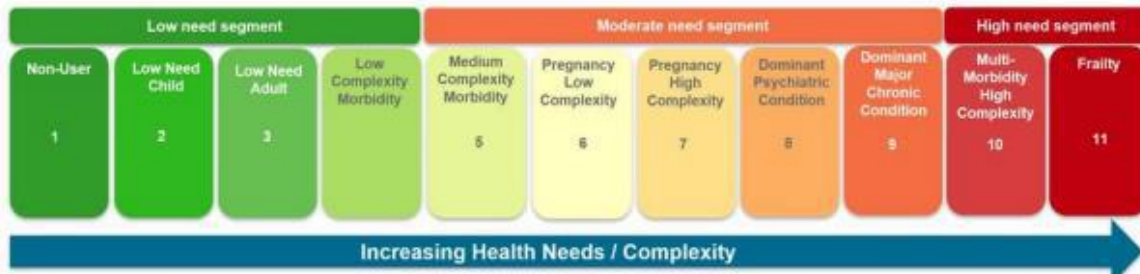 Low need segment
Moderate need segment
High need segment
Non-User
1
Low Need
Child
2
Low Need
Adult
3
Low
Complexity
Morbidity
Medium
Complexity
Morbidity
5
Pregnancy
Low
Complexity
6
Pregnancy
High
Complexity
7
Dominant
Psychiatric
Condition
8
Dominant
Major
Chronic
Condition
9
Multi-
Morbidity
High
Complexity
10
Frailty
11
Increasing Health Needs / Complexity